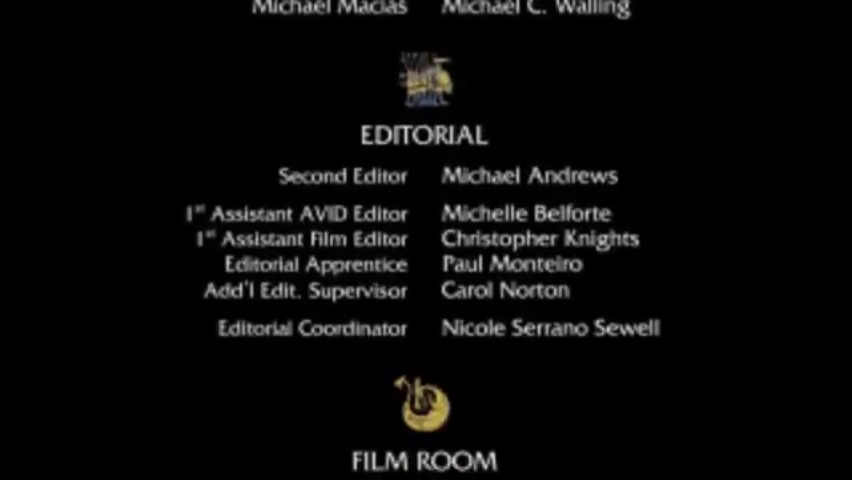 Michael Macias Michael C. Walling
EDITORIAL
Second Editor Michael Andrews
1st Assistant AVID Editor Michelle Belforte
1st Assistant Film Editor Christopher Knights
Editorial Apprentice Paul Monteiro
Add'l Edit. Supervisor Carol Norton
Editorial Coordinator Nicole Serrano Sewell
FILM ROOM